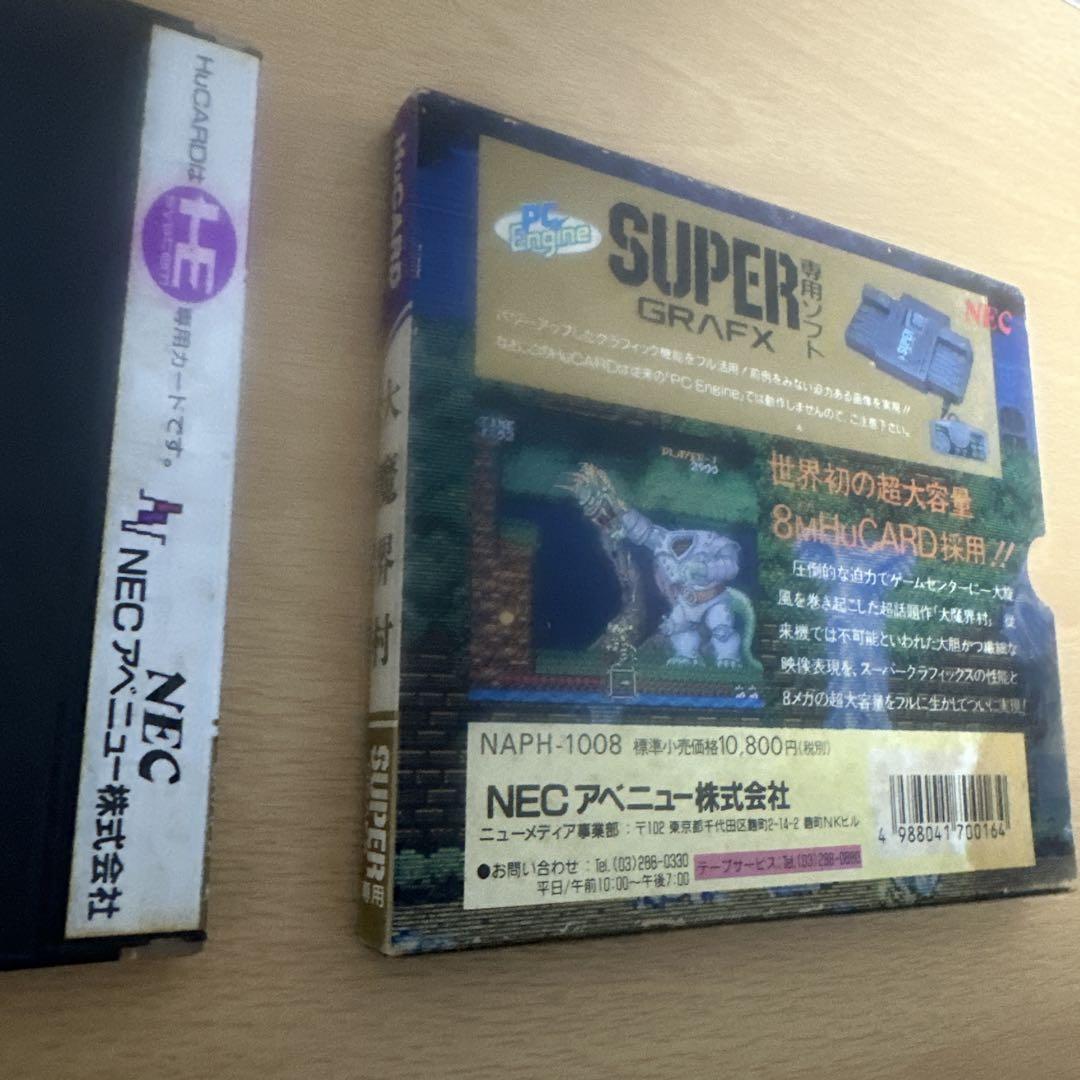 HuCARDは
HE
専用カードです。
NEC
NECアベニュー株式会社
HuCARD
大魔界村
SUPER
専用
PC
Engine
SUPER
専用ソフト
GRAFX
NEC
パワーアップしたグラフィック機能をフル活用！前例をみない迫力ある画像を実現！！
なおこのHuCARDは従来の"PC Engine"では動作しませんので、ご注意下さい。
TIME
PLAYER-1
2900
世界初の超大容量
8MHuCARD採用！！
圧倒的な迫力でゲームセンターに一大旋
風を巻き起こした超話題作「大魔界村」従
来機では不可能といわれた大胆かつ繊細な
映像表現を、スーパーグラフィックスの性能と
8メガの超大容量をフルに生かしてついに実現！
NAPH-1008 標準小売価格10,800円(税別)
NECアベニュー株式会社
ニューメディア事業部：〒102 東京都千代田区麹町2-14-2 麹町NKビル
●お問い合わせ：Tel.(03)288-0330
テープサービス:Tel.(03)288-0890
平日/午前10:00〜午後7:00
4 988041 700164